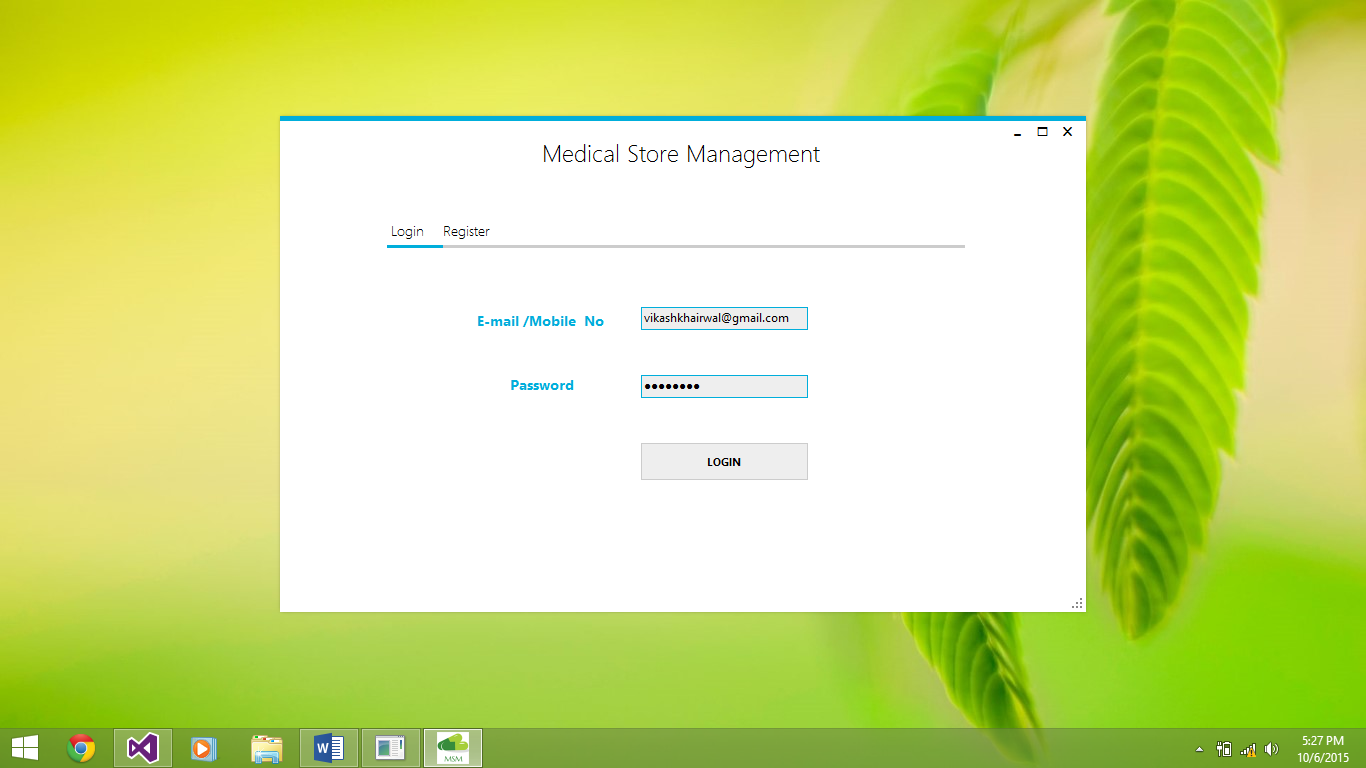 Medical Store Management
Login Register
E-mail /Mobile No vikashkhairwal@gmail.com
Password ••••••••
LOGIN
MSM
5:27 PM
10/6/2015